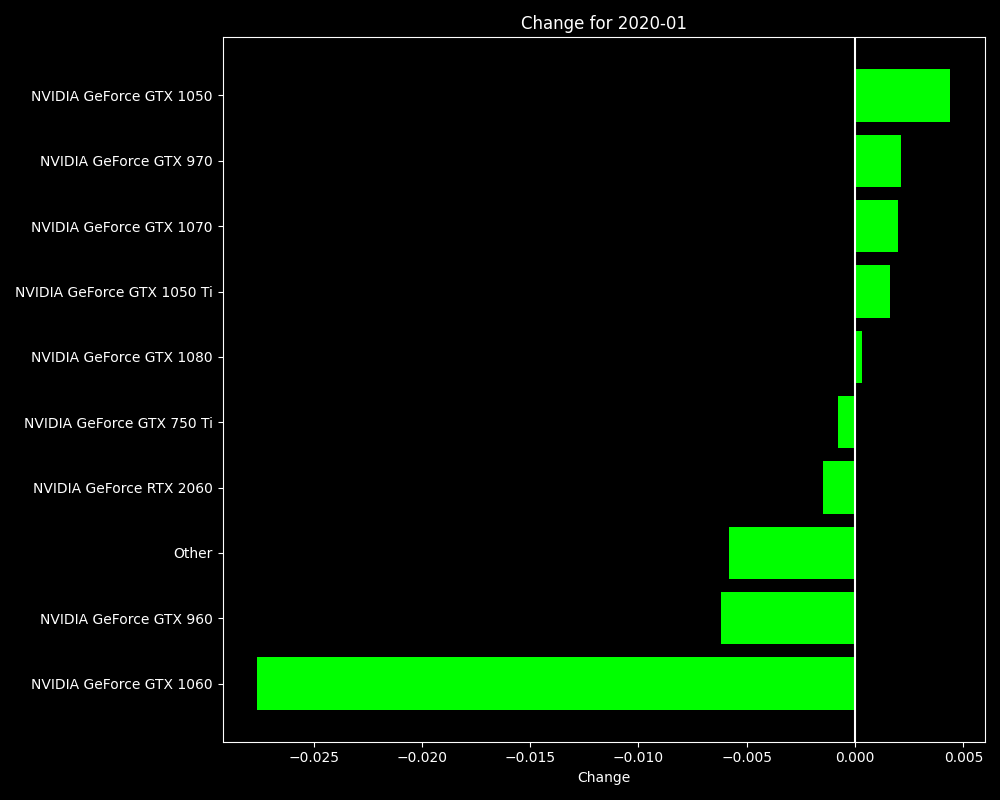 Change for 2020-01
NVIDIA GeForce GTX 1050
NVIDIA GeForce GTX 970
NVIDIA GeForce GTX 1070
NVIDIA GeForce GTX 1050 Ti
NVIDIA GeForce GTX 1080
NVIDIA GeForce GTX 750 Ti
NVIDIA GeForce RTX 2060
Other
NVIDIA GeForce GTX 960
NVIDIA GeForce GTX 1060
−0.025 −0.020 −0.015 −0.010 −0.005 0.000 0.005
Change